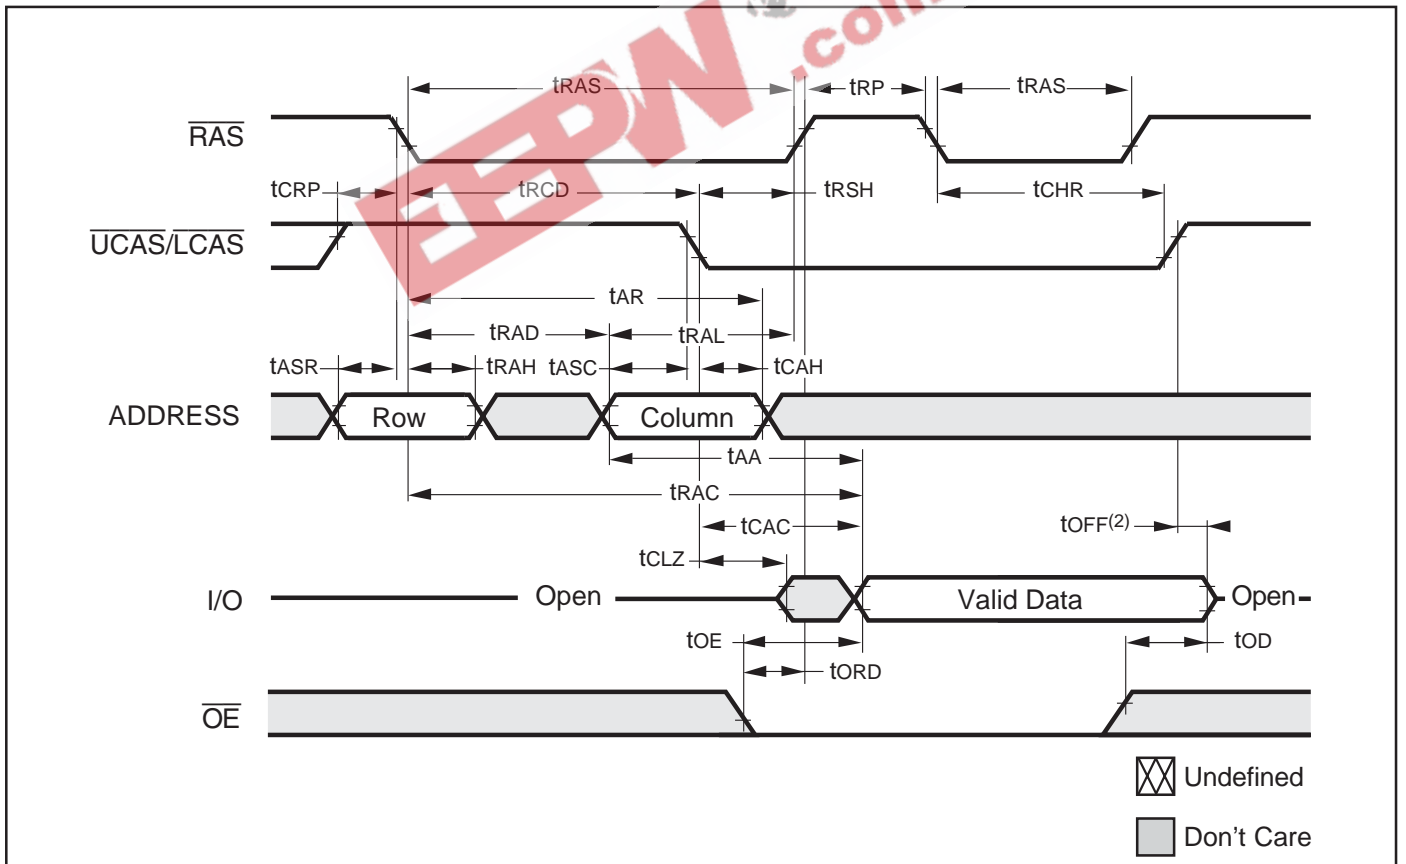 EEPW
.com
tRAS tRP tRAS
RAS
tCRP tRCD tRSH tCHR
UCAS/LCAS
tAR
tRAD tRAL
tASR tRAH tASC tCAH
ADDRESS Row Column
tAA
tRAC
tCAC tOFF(2)
tCLZ
I/O Open Valid Data Open
tOE tOD
tORD
OE
Undefined
Don't Care